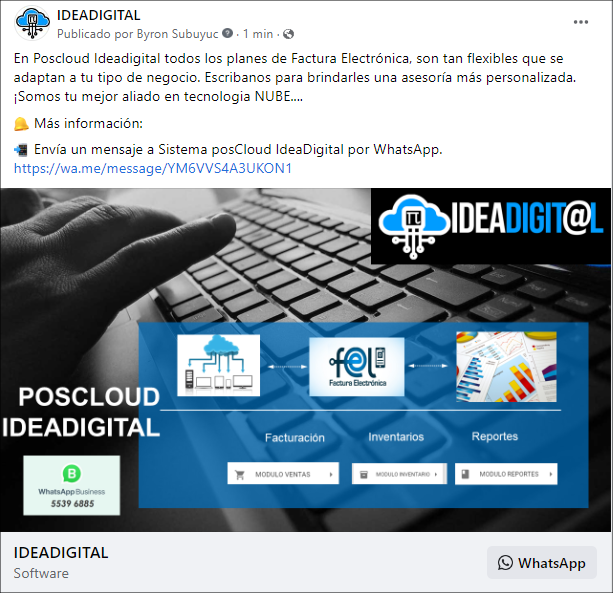 IDEADIGITAL
Publicado por Byron Subuyuc · 1 min ·
En Poscloud Ideadigital todos los planes de Factura Electrónica, son tan flexibles que se
adaptan a tu tipo de negocio. Escribanos para brindarles una asesoría más personalizada.
¡Somos tu mejor aliado en tecnologia NUBE....
Más información:
Envía un mensaje a Sistema posCloud IdeaDigital por WhatsApp.
https://wa.me/message/YM6VVS4A3UKON1
IDEADIGIT@L
fel
Factura Electrónica
POSCLOUD
IDEADIGITAL
Facturación Inventarios Reportes
MODULO VENTAS MODULO INVENTARIO MODULO REPORTES
WhatsApp Business
5539 6885
IDEADIGITAL
Software
WhatsApp